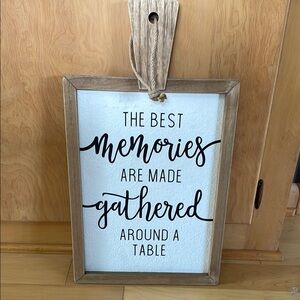 THE BEST
memories
ARE MADE
gathered
AROUND A
TABLE